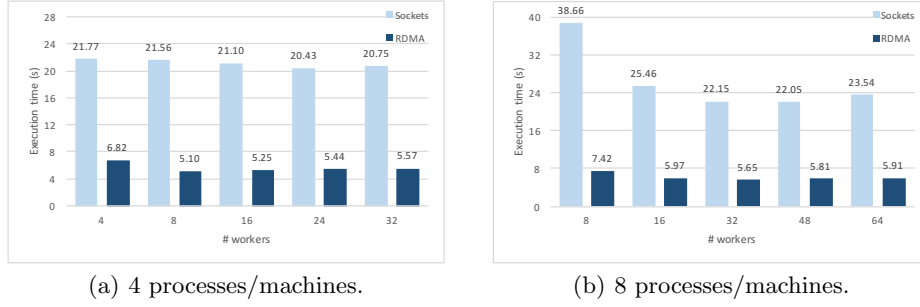 28
24
20
16
12
8
4
0
Execution time (s)
Sockets
RDMA
21.77
21.56
21.10
20.43
20.75
6.82
5.10
5.25
5.44
5.57
4 8 16 24 32
# workers
(a) 4 processes/machines.
40
32
24
16
8
0
Execution time (s)
Sockets
RDMA
38.66
25.46
22.15
22.05
23.54
7.42
5.97
5.65
5.81
5.91
8 16 32 48 64
# workers
(b) 8 processes/machines.